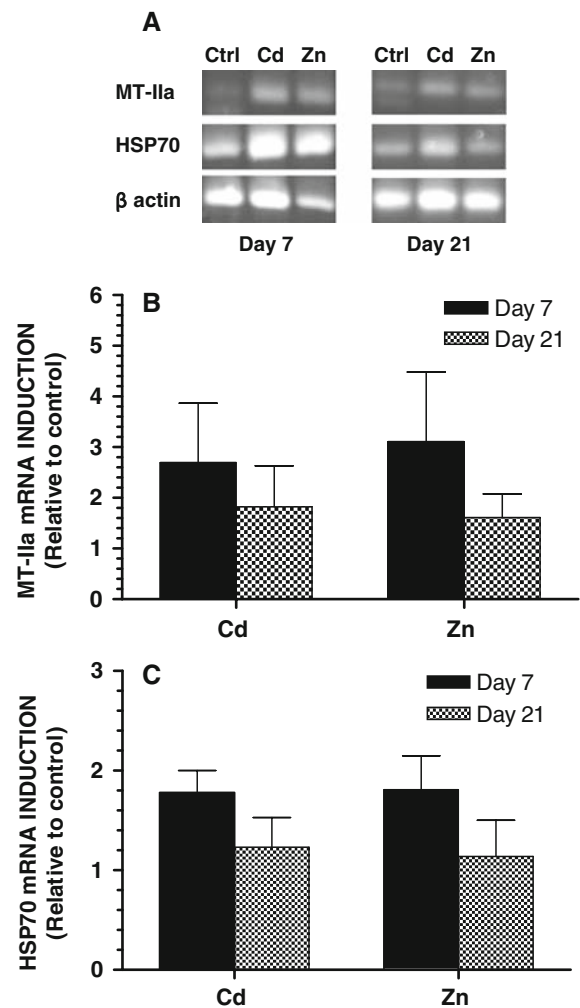 A
Ctrl Cd Zn Ctrl Cd Zn
MT-IIa
HSP70
β actin
Day 7 Day 21
B
Day 7
Day 21
MT-IIa mRNA INDUCTION
(Relative to control)
6
5
4
3
2
1
0
Cd Zn
C
Day 7
Day 21
HSP70 mRNA INDUCTION
(Relative to control)
3
2
1
0
Cd Zn